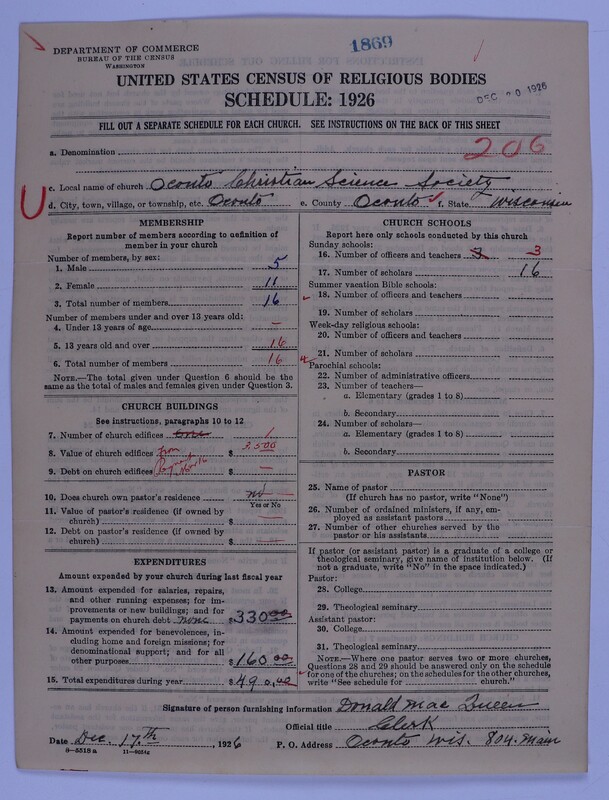 1869
DEPARTMENT OF COMMERCE
BUREAU OF THE CENSUS
WASHINGTON
UNITED STATES CENSUS OF RELIGIOUS BODIES
SCHEDULE: 1926
DEC 20 1926
FILL OUT A SEPARATE SCHEDULE FOR EACH CHURCH. SEE INSTRUCTIONS ON THE BACK OF THIS SHEET
206
a. Denomination
U
c. Local name of church Oconto Christian Science Society
d. City, town, village, or township, etc. Oconto e. County Oconto f. State Wisconsin
MEMBERSHIP
Report number of members according to definition of member in your church
Number of members, by sex:
1. Male 5
2. Female 11
3. Total number of members 16
Number of members under and over 13 years old:
4. Under 13 years of age —
5. 13 years old and over 16
6. Total number of members 16
NOTE.—The total given under Question 6 should be the same as the total of males and females given under Question 3.
CHURCH BUILDINGS
See instructions, paragraphs 10 to 12
7. Number of church edifices one 1
8. Value of church edifices $ 3,500
from
9. Debt on church edifices $ —
10. Does church own pastor's residence no —
Yes or No
11. Value of pastor's residence (if owned by church) $ —
12. Debt on pastor's residence (if owned by church) $ —
EXPENDITURES
Amount expended by your church during last fiscal year
13. Amount expended for salaries, repairs, and other running expenses; for improvements or new buildings; and for payments on church debt none $ 330.00
14. Amount expended for benevolences, including home and foreign missions; for denominational support; and for all other purposes $ 160.00
15. Total expenditures during year $ 490.00
CHURCH SCHOOLS
Report here only schools conducted by this church
Sunday schools:
16. Number of officers and teachers 3 3
17. Number of scholars 16
Summer vacation Bible schools:
18. Number of officers and teachers
19. Number of scholars
Week-day religious schools:
20. Number of officers and teachers
21. Number of scholars
Parochial schools:
22. Number of administrative officers
23. Number of teachers—
a. Elementary (grades 1 to 8)
b. Secondary
24. Number of scholars—
a. Elementary (grades 1 to 8)
b. Secondary
PASTOR
25. Name of pastor
(If church has no pastor, write "None")
26. Number of ordained ministers, if any, employed as assistant pastors
27. Number of other churches served by the pastor or his assistants
If pastor (or assistant pastor) is a graduate of a college or theological seminary, give name of institution below. (If not a graduate, write "No" in the space indicated.)
Pastor:
28. College
29. Theological seminary
Assistant pastor:
30. College
31. Theological seminary
NOTE.—Where one pastor serves two or more churches, Questions 28 and 29 should be answered only on the schedule for one of the churches; on the schedules for the other churches, write "See schedule for ........ church."
Signature of person furnishing information Donald Mac Queen
Official title Clerk
Date Dec. 17th, 1926 P. O. Address Oconto Wis. 804. Main
8-5518a 11-9254c